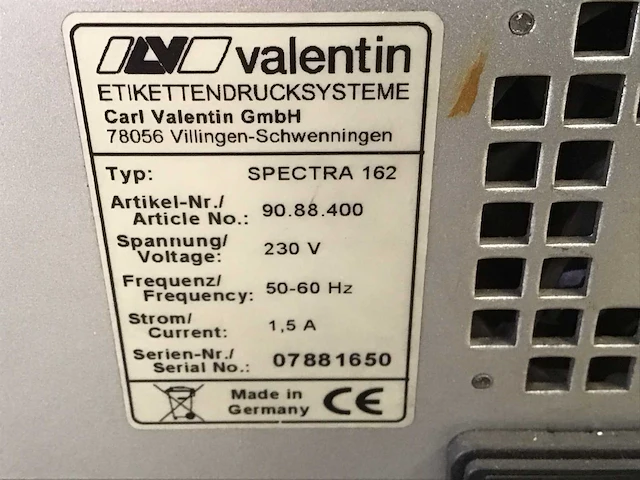 valentin
ETIKETTENDRUCKSYSTEME
Carl Valentin GmbH
78056 Villingen-Schwenningen
Typ: SPECTRA 162
Artikel-Nr./
Article No.: 90.88.400
Spannung/
Voltage: 230 V
Frequenz/
Frequency: 50-60 Hz
Strom/
Current: 1,5 A
Serien-Nr./
Serial No.: 07881650
Made in
Germany CE